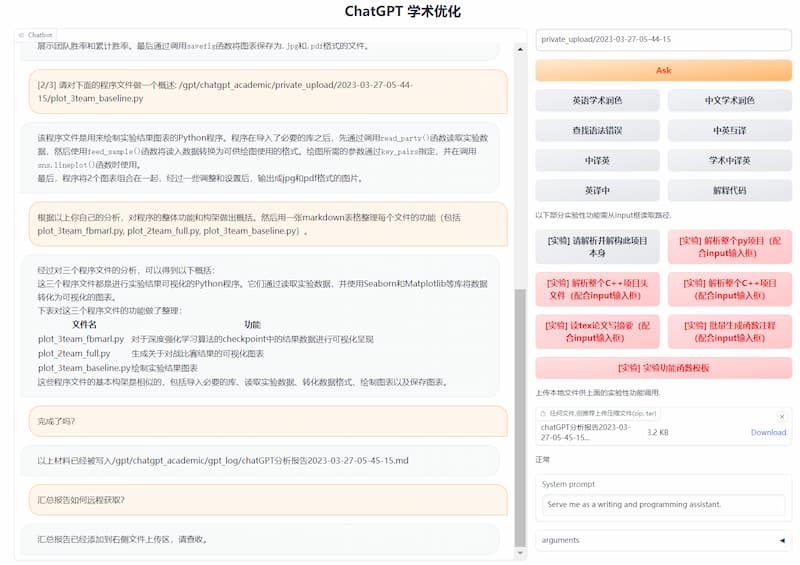 ChatGPT 学术优化
Chatbot
展示团队胜率和累计胜率。最后通过调用savefig函数将图表保存为.jpg和.pdf格式的文件。
[2/3] 请对下面的程序文件做一个概述: /gpt/chatgpt_academic/private_upload/2023-03-27-05-44-
15/plot_3team_baseline.py
该程序文件是用来绘制实验结果图表的Python程序。程序在导入了必要的库之后，先通过调用read_party()函数读取实验数
据，然后使用feed_sample()函数将读入数据转换为可供绘图使用的格式。绘图所需的参数通过key_pairs指定，并在调用
sns.lineplot()函数时使用。
最后，程序将2个图表组合在一起，经过一些调整和设置后，输出成jpg和pdf格式的图片。
根据以上你自己的分析，对程序的整体功能和构架做出概括。然后用一张markdown表格整理每个文件的功能（包括
plot_3team_fbmarl.py, plot_2team_full.py, plot_3team_baseline.py）。
经过对三个程序文件的分析，可以得到以下概括：
这三个程序文件都是进行实验结果可视化的Python程序。它们通过读取实验数据，并使用Seaborn和Matplotlib等库将数据
转化为可视化的图表。
下表对这三个程序文件的功能做了整理：
文件名 功能
plot_3team_fbmarl.py 对于深度强化学习算法的checkpoint中的结果数据进行可视化呈现
plot_2team_full.py 生成关于对战比赛结果的可视化图表
plot_3team_baseline.py 绘制实验结果图表
这些程序文件的基本构架是相似的，包括导入必要的库、读取实验数据、转化数据格式、绘制图表以及保存图表。
完成了吗？
以上材料已经被写入/gpt/chatgpt_academic/gpt_log/chatGPT分析报告2023-03-27-05-45-15.md
汇总报告如何远程获取？
汇总报告已经添加到右侧文件上传区，请查收。
private_upload/2023-03-27-05-44-15
Ask
英语学术润色 中文学术润色
查找语法错误 中英互译
中译英 学术中译英
英译中 解释代码
以下部分实验性功能需从input框读取路径.
[实验] 请解析并解构此项目
本身
[实验] 解析整个py项目（配
合input输入框）
[实验] 解析整个C++项目头
文件（配合input输入框）
[实验] 解析整个C++项目
（配合input输入框）
[实验] 读tex论文写摘要（配
合input输入框）
[实验] 批量生成函数注释
（配合input输入框）
[实验] 实验功能函数模板
上传本地文件供上面的实验性功能调用.
任何文件,但推荐上传压缩文件(zip, tar)
chatGPT分析报告2023-03-
27-05-45-15... 3.2 KB Download
正常
System prompt
Serve me as a writing and programming assistant.
arguments